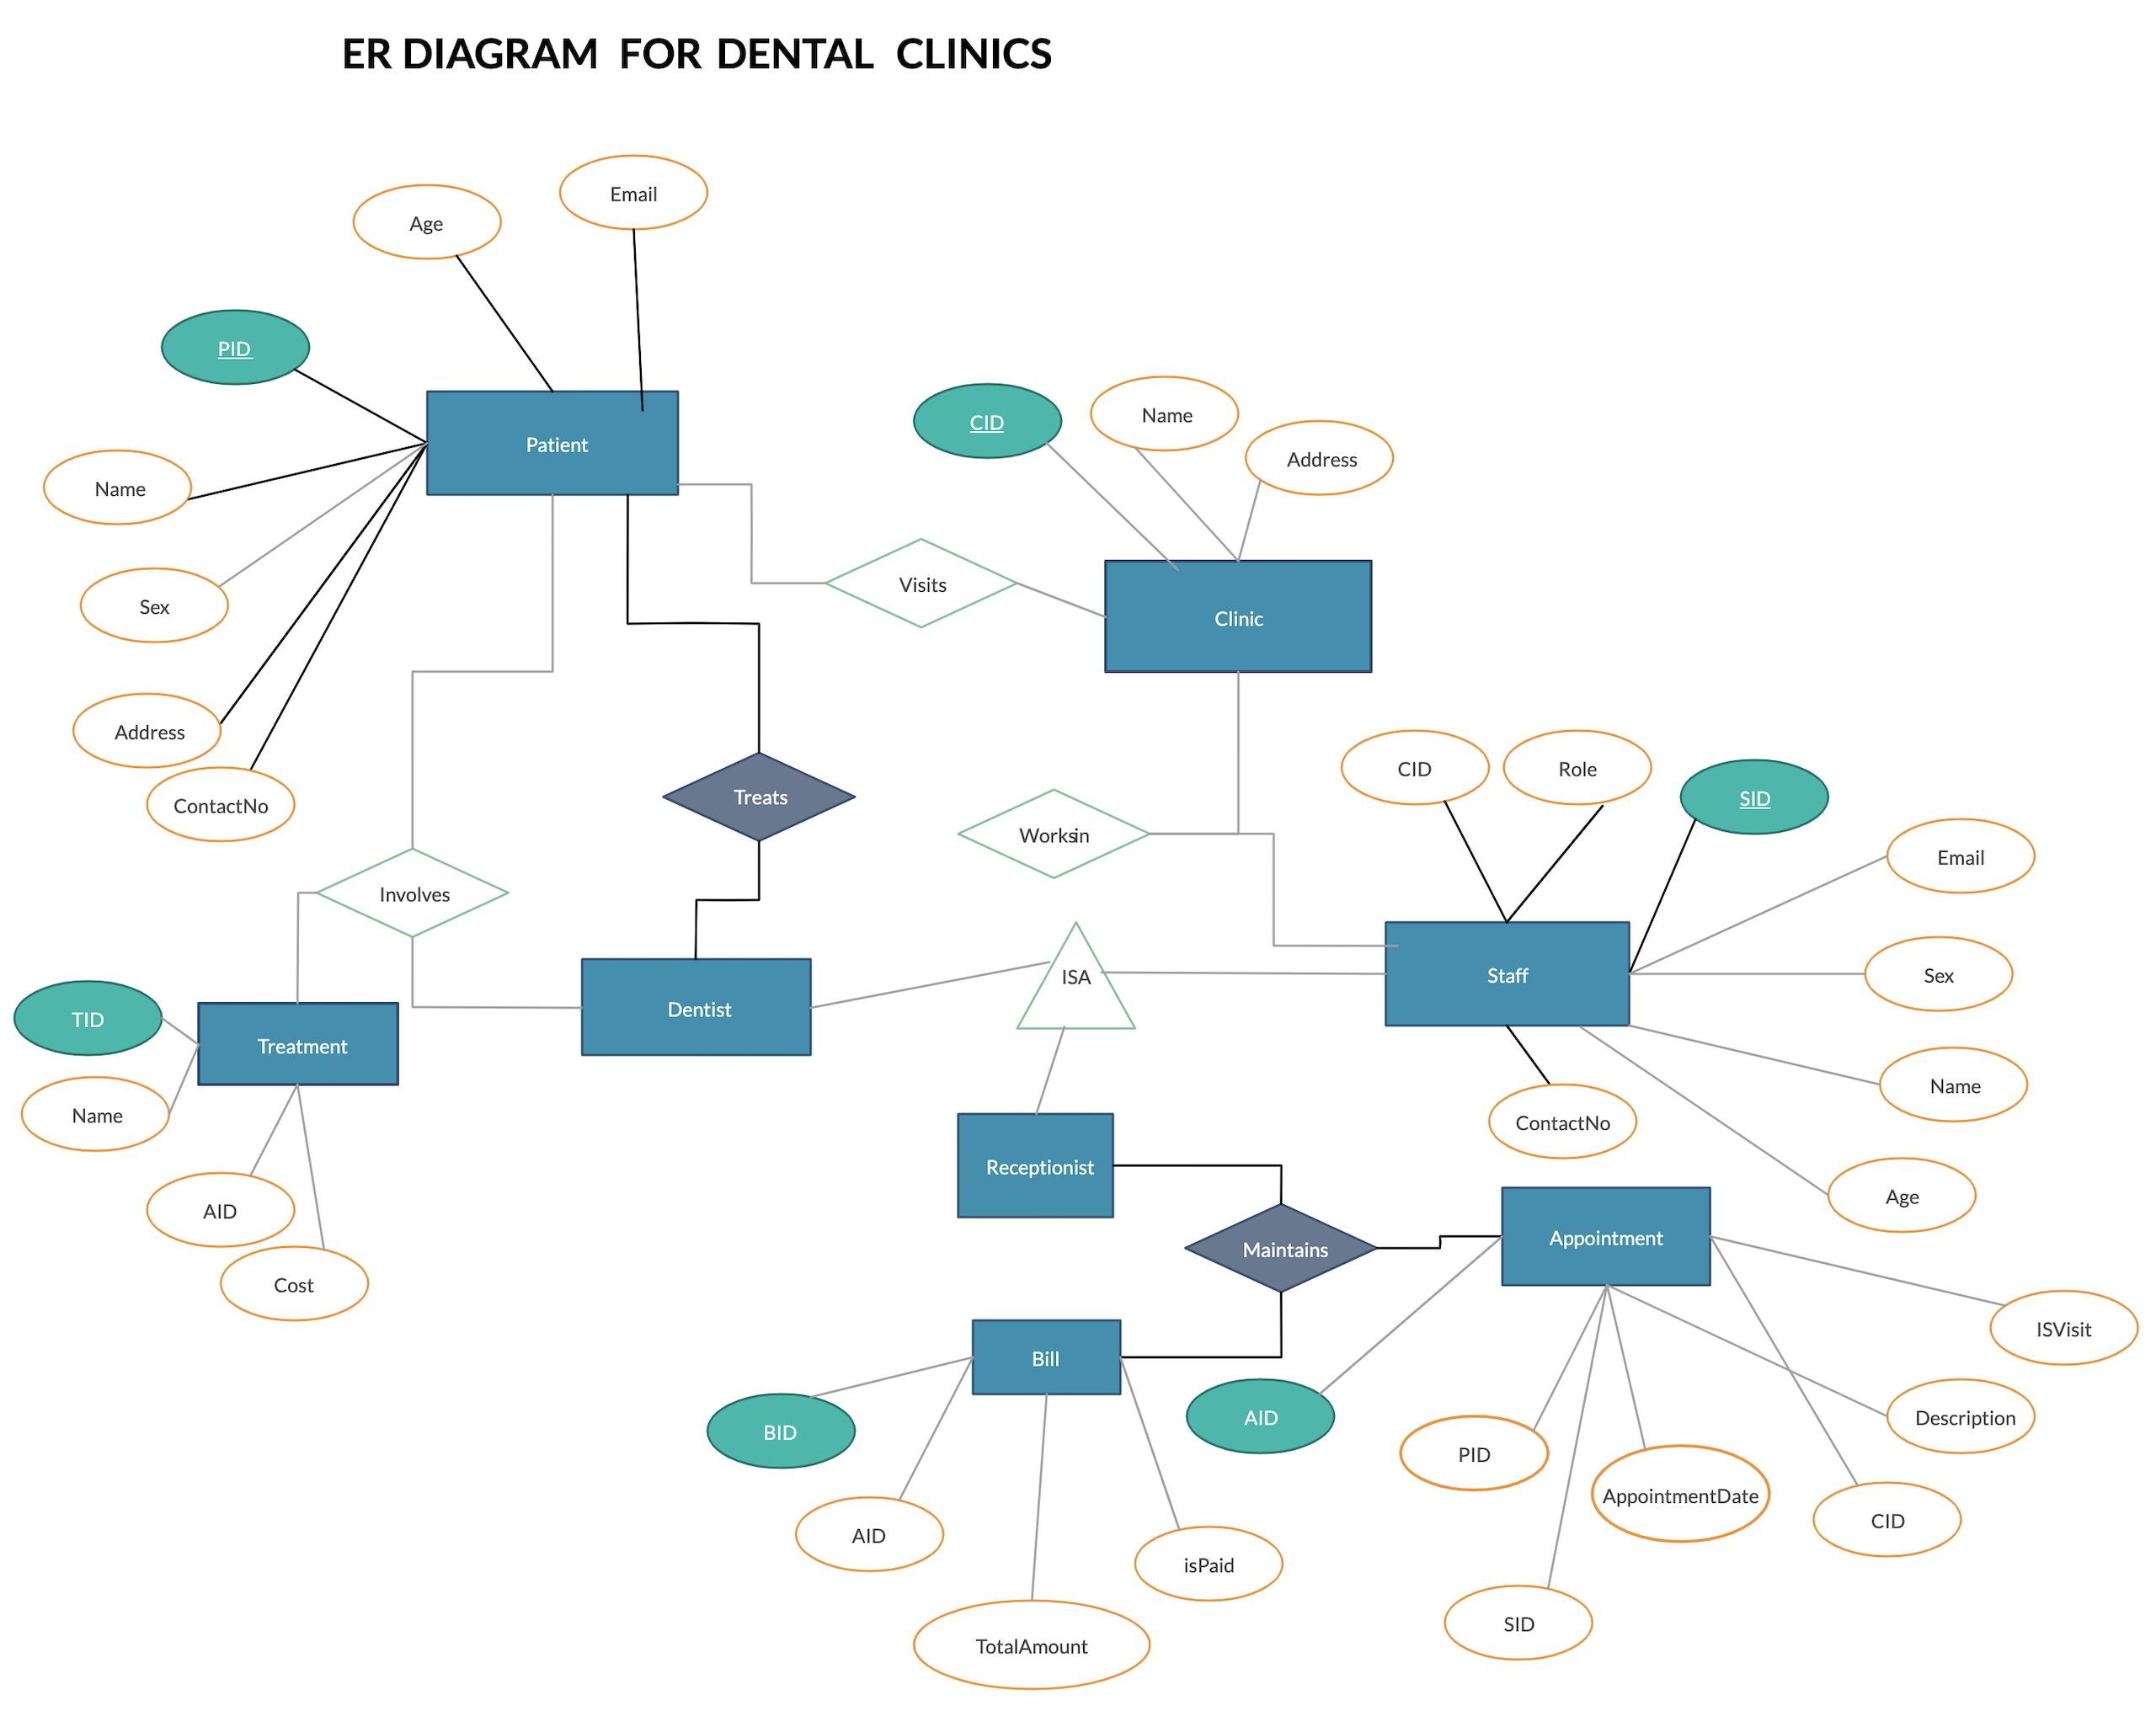 ER DIAGRAM FOR DENTAL CLINICS
Email
Age
PID
Patient
Name
Sex
Address
ContactNo
CID
Name
Address
Visits
Clinic
Treats
Worksin
Involves
CID
Role
SID
Email
Sex
Name
Age
ContactNo
Staff
ISA
Dentist
TID
Treatment
Name
AID
Cost
Receptionist
Maintains
Appointment
ISVisit
Description
CID
AppointmentDate
PID
SID
AID
Bill
BID
AID
isPaid
TotalAmount